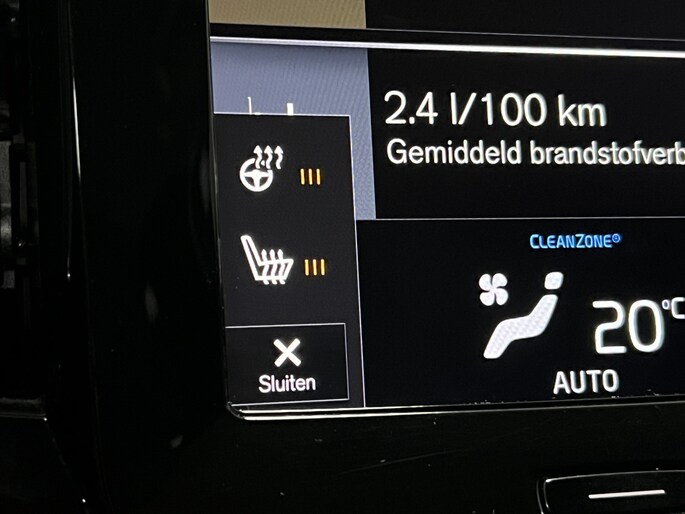 2.4 l/100 km
Gemiddeld brandstofverb
CLEANZONE
20°C
AUTO
Sluiten